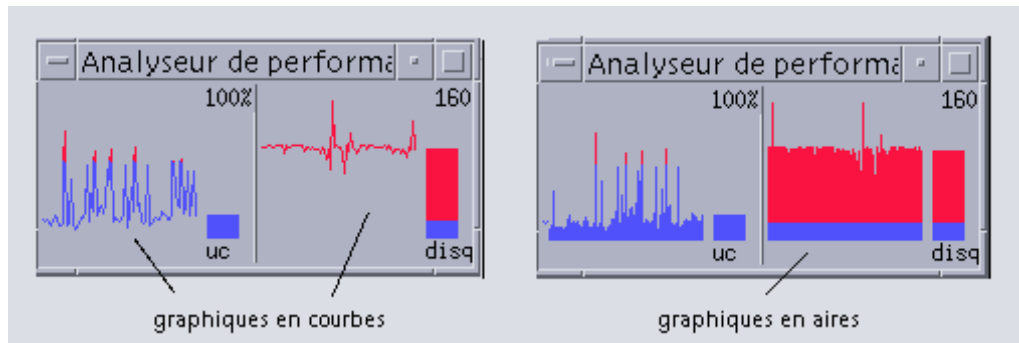 Analyseur de performa
100%
160
uc
disq
graphiques en courbes
Analyseur de performa
100%
160
uc
disq
graphiques en aires